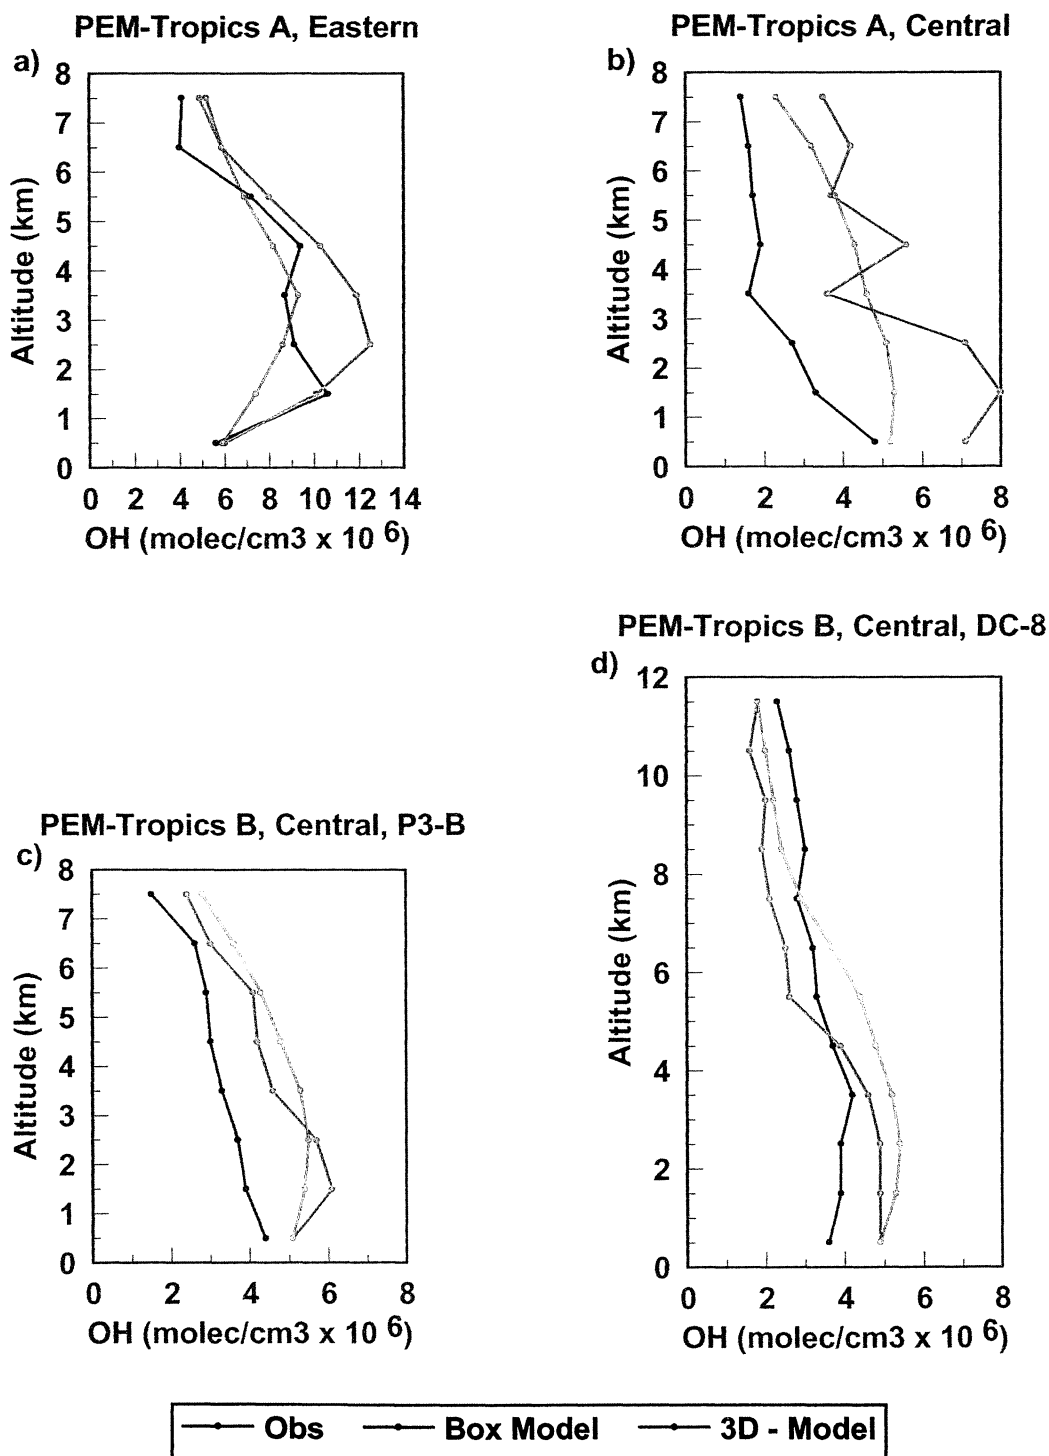 PEM-Tropics A, Eastern
a)
8
7
6
5
4
3
2
1
0
Altitude (km)
0 2 4 6 8 10 12 14
OH (molec/cm3 x 10 6)
PEM-Tropics A, Central
b)
8
7
6
5
4
3
2
1
0
Altitude (km)
0 2 4 6 8
OH (molec/cm3 x 10 6)
PEM-Tropics B, Central, P3-B
c)
8
7
6
5
4
3
2
1
0
Altitude (km)
0 2 4 6 8
OH (molec/cm3 x 10 6)
PEM-Tropics B, Central, DC-8
d)
12
10
8
6
4
2
0
Altitude (km)
0 2 4 6 8
OH (molec/cm3 x 10 6)
Obs Box Model 3D - Model